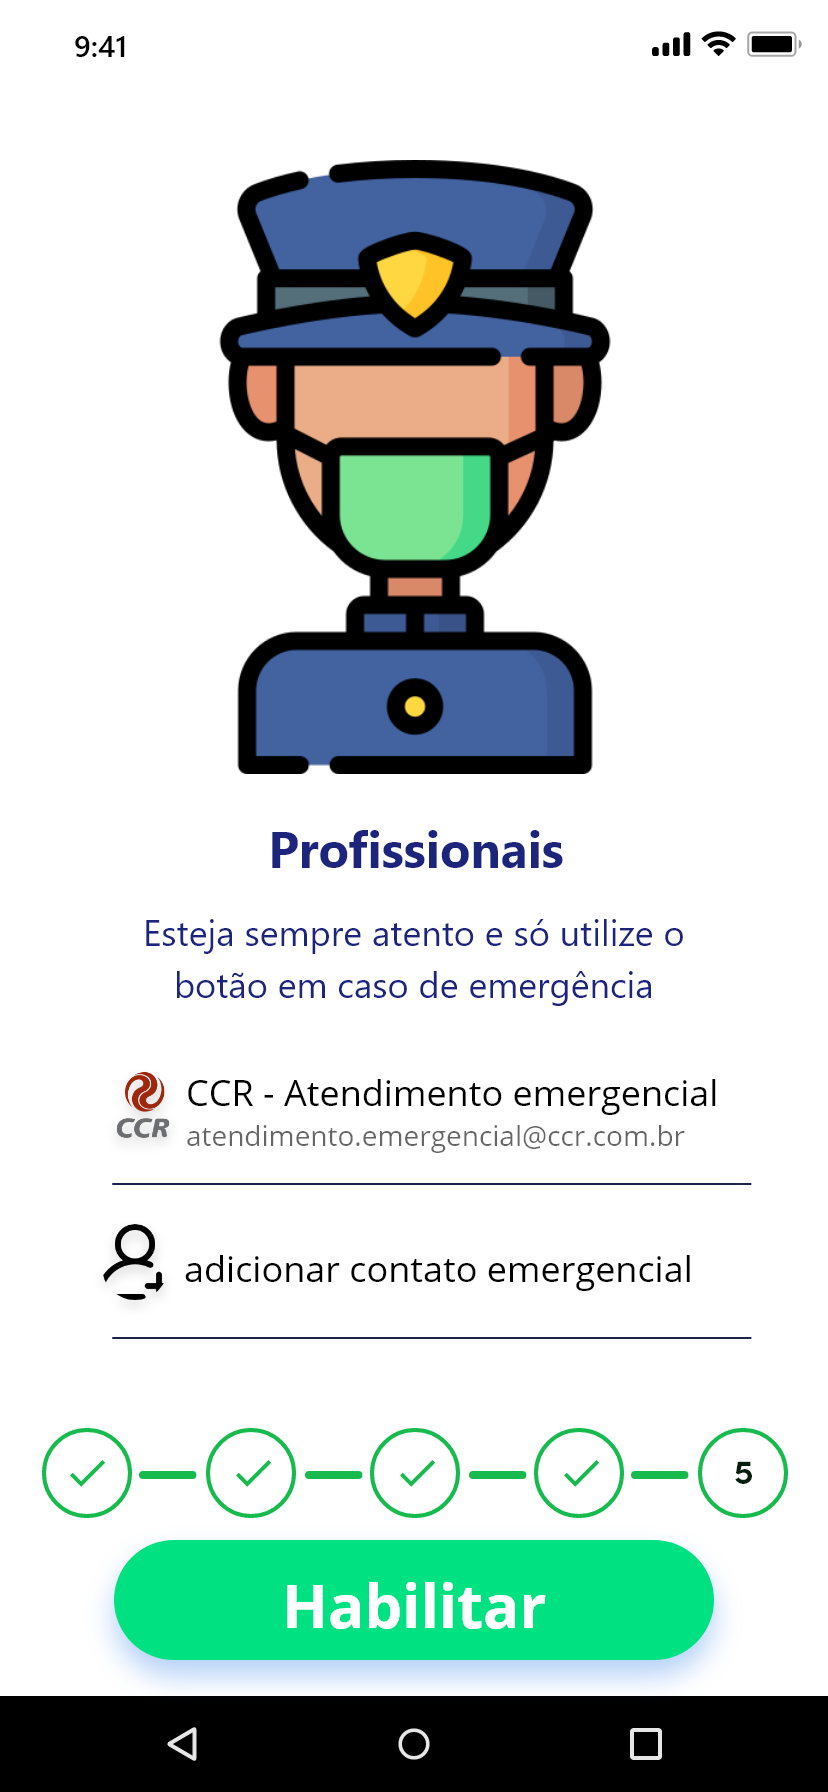 9:41
Profissionais
Esteja sempre atento e só utilize o
botão em caso de emergência
CCR - Atendimento emergencial
CCR
atendimento.emergencial@ccr.com.br
adicionar contato emergencial
5
Habilitar